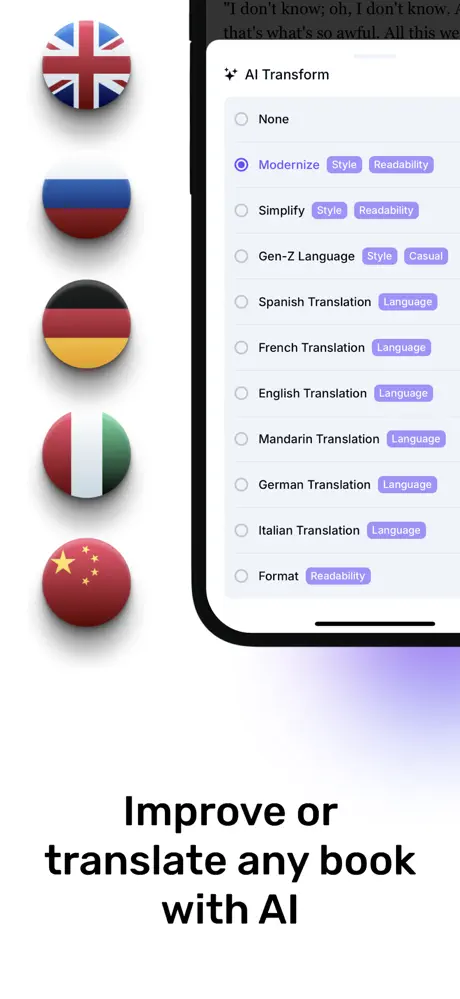 "I don't know; oh, I don't know. A
that's what's so awful. All this we
AI Transform
None
Modernize Style Readability
Simplify Style Readability
Gen-Z Language Style Casual
Spanish Translation Language
French Translation Language
English Translation Language
Mandarin Translation Language
German Translation Language
Italian Translation Language
Format Readability
Improve or
translate any book
with AI